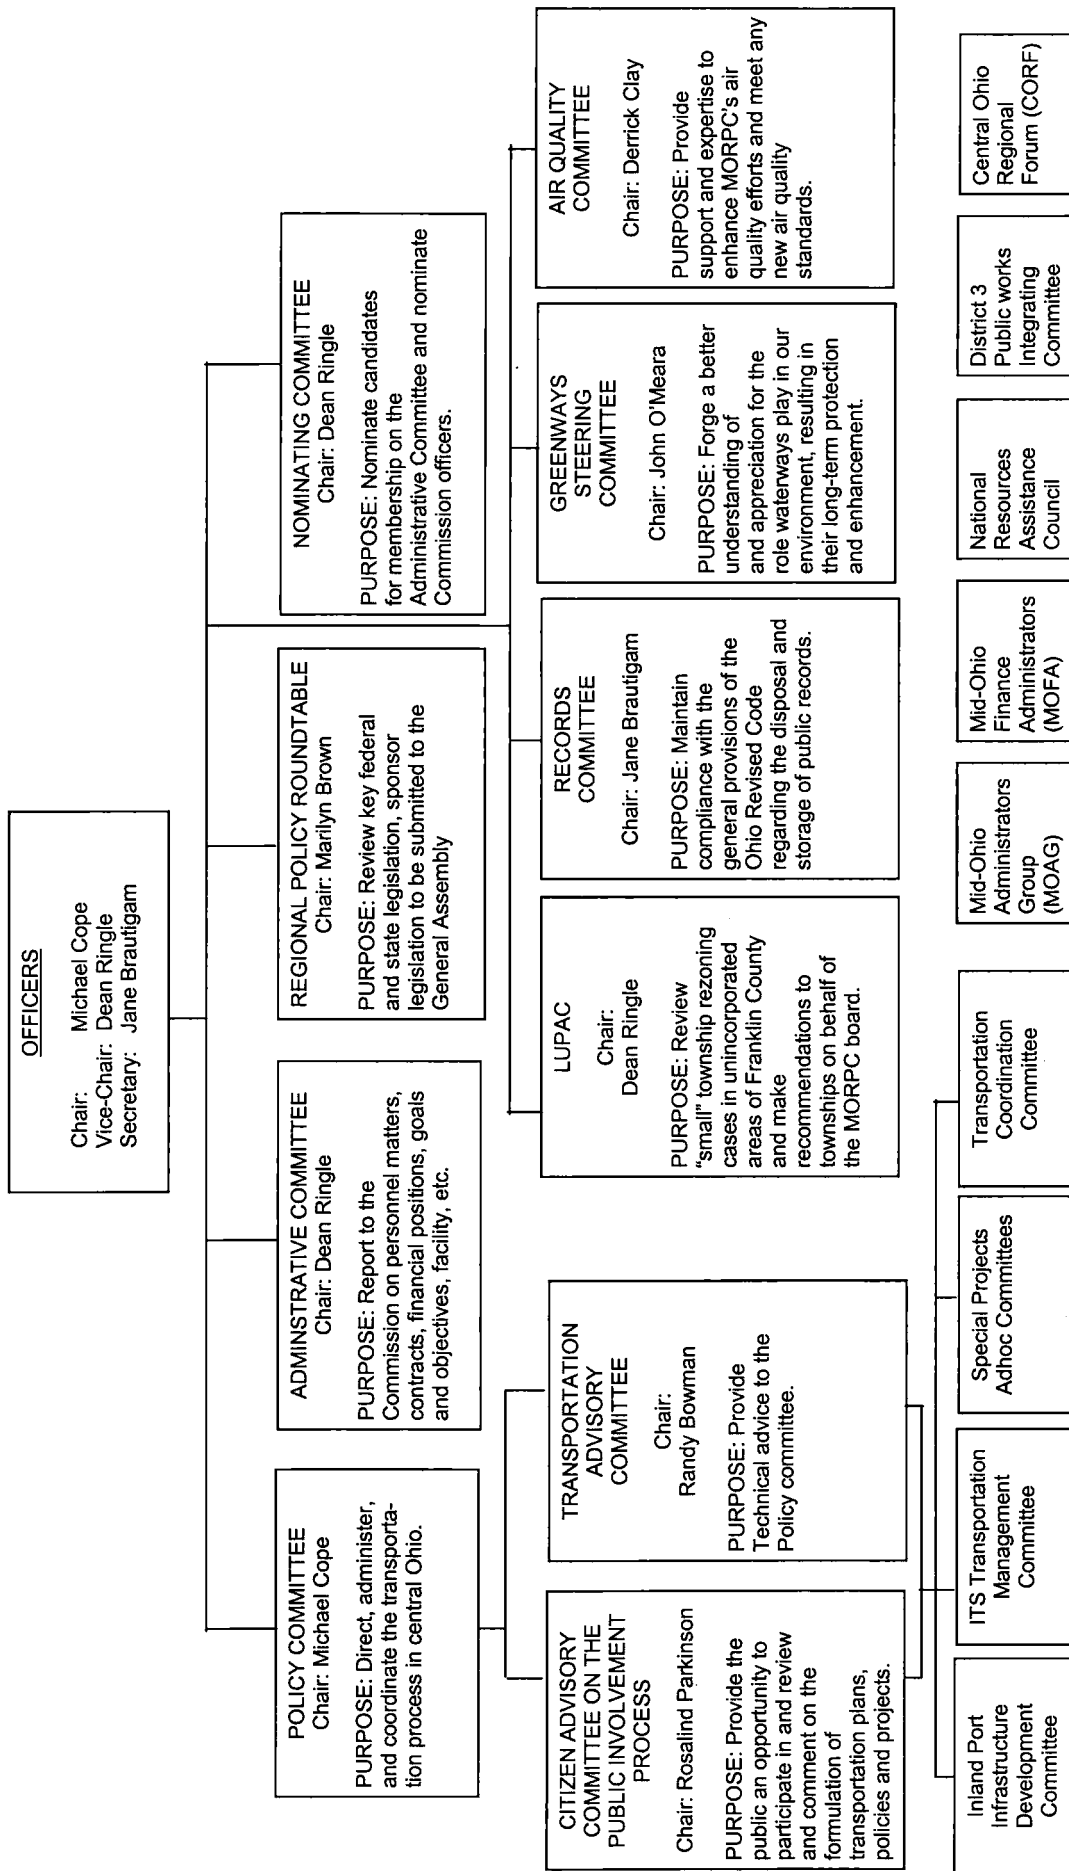 OFFICERS
Chair: Michael Cope
Vice-Chair: Dean Ringle
Secretary: Jane Brautigam
POLICY COMMITTEE
Chair: Michael Cope
PURPOSE: Direct, administer,
and coordinate the transporta-
tion process in central Ohio.
ADMINSTRATIVE COMMITTEE
Chair: Dean Ringle
PURPOSE: Report to the
Commission on personnel matters,
contracts, financial positions, goals
and objectives, facility, etc.
REGIONAL POLICY ROUNDTABLE
Chair: Marilyn Brown
PURPOSE: Review key federal
and state legislation, sponsor
legislation to be submitted to the
General Assembly
NOMINATING COMMITTEE
Chair: Dean Ringle
PURPOSE: Nominate candidates
for membership on the
Administrative Committee and nominate
Commission officers.
CITIZEN ADVISORY
COMMITTEE ON THE
PUBLIC INVOLVEMENT
PROCESS
Chair: Rosalind Parkinson
PURPOSE: Provide the
public an opportunity to
participate in and review
and comment on the
formulation of
transportation plans,
policies and projects.
TRANSPORTATION
ADVISORY
COMMITTEE
Chair:
Randy Bowman
PURPOSE: Provide
Technical advice to the
Policy committee.
LUPAC
Chair:
Dean Ringle
PURPOSE: Review
“small” township rezoning
cases in unincorporated
areas of Franklin County
and make
recommendations to
townships on behalf of
the MORPC board.
RECORDS
COMMITTEE
Chair: Jane Brautigam
PURPOSE: Maintain
compliance with the
general provisions of the
Ohio Revised Code
regarding the disposal and
storage of public records.
GREENWAYS
STEERING
COMMITTEE
Chair: John O'Meara
PURPOSE: Forge a better
understanding of
and appreciation for the
role waterways play in our
environment, resulting in
their long-term protection
and enhancement.
AIR QUALITY
COMMITTEE
Chair: Derrick Clay
PURPOSE: Provide
support and expertise to
enhance MORPC's air
quality efforts and meet any
new air quality
standards.
Inland Port
Infrastructure
Development
Committee
ITS Transportation
Management
Committee
Special Projects
Adhoc Committees
Transportation
Coordination
Committee
Mid-Ohio
Administrators
Group
(MOAG)
Mid-Ohio
Finance
Administrators
(MOFA)
National
Resources
Assistance
Council
District 3
Public works
Integrating
Committee
Central Ohio
Regional
Forum (CORF)